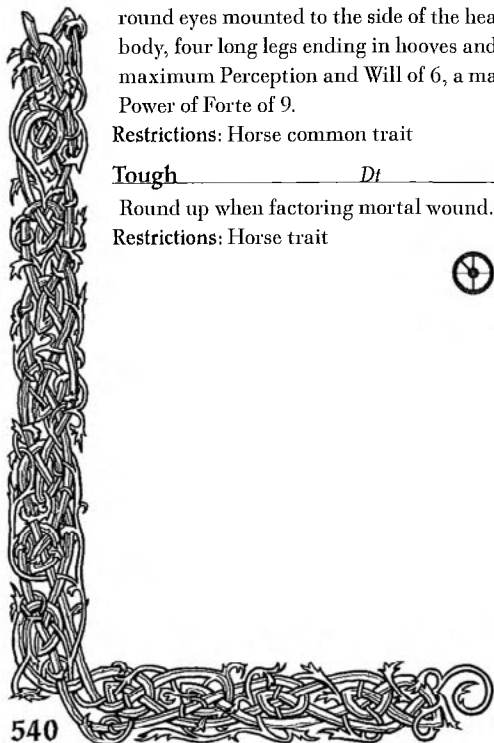 round eyes mounted to the side of the hea
body, four long legs ending in hooves and
maximum Perception and Will of 6, a ma
Power of Forte of 9.
Restrictions: Horse common trait
Tough Dt
Round up when factoring mortal wound.
Restrictions: Horse trait
540